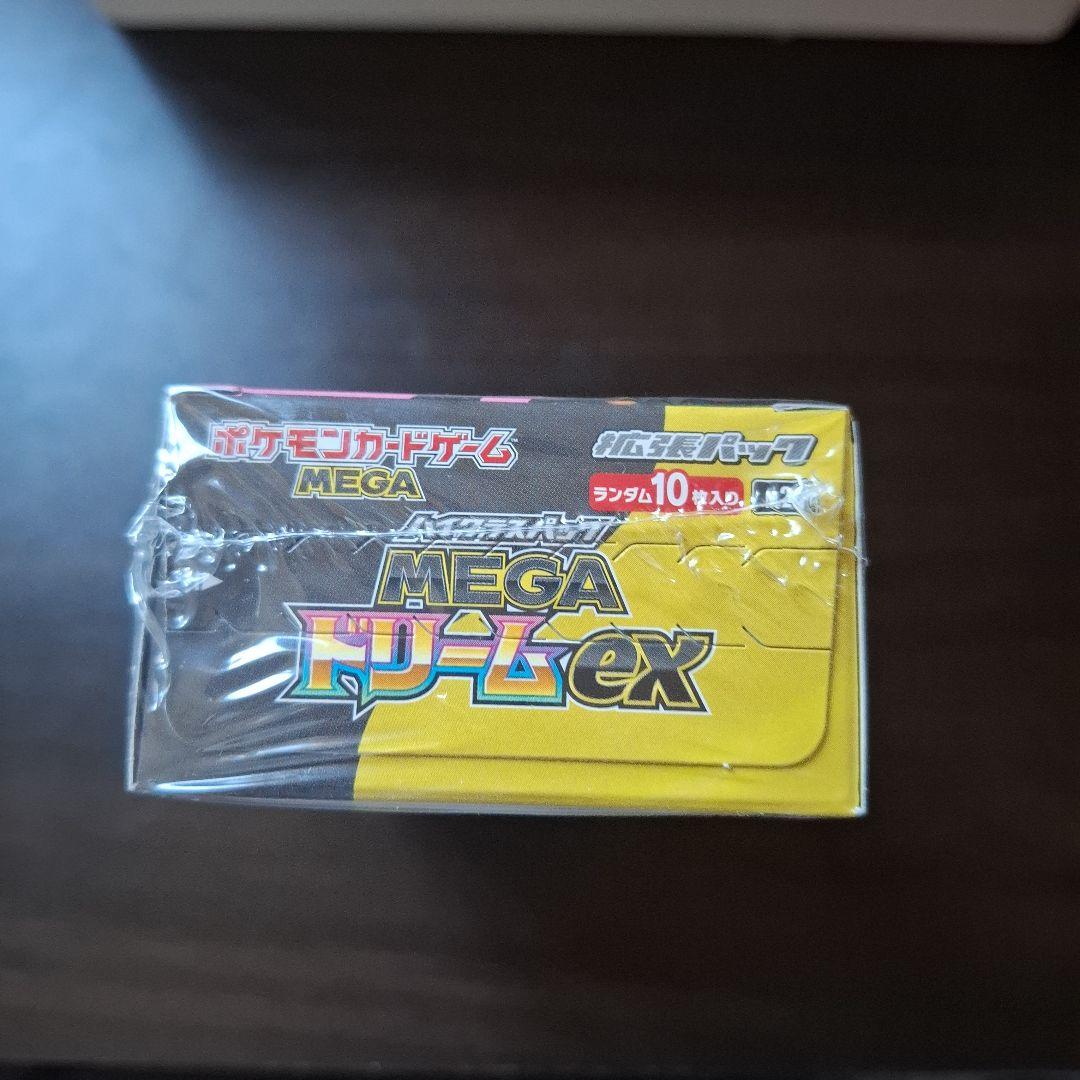 ポケモンカードゲーム™
MEGA
拡張パック
ランダム10枚入り
ハイクラスパック
MEGA
ドリームex